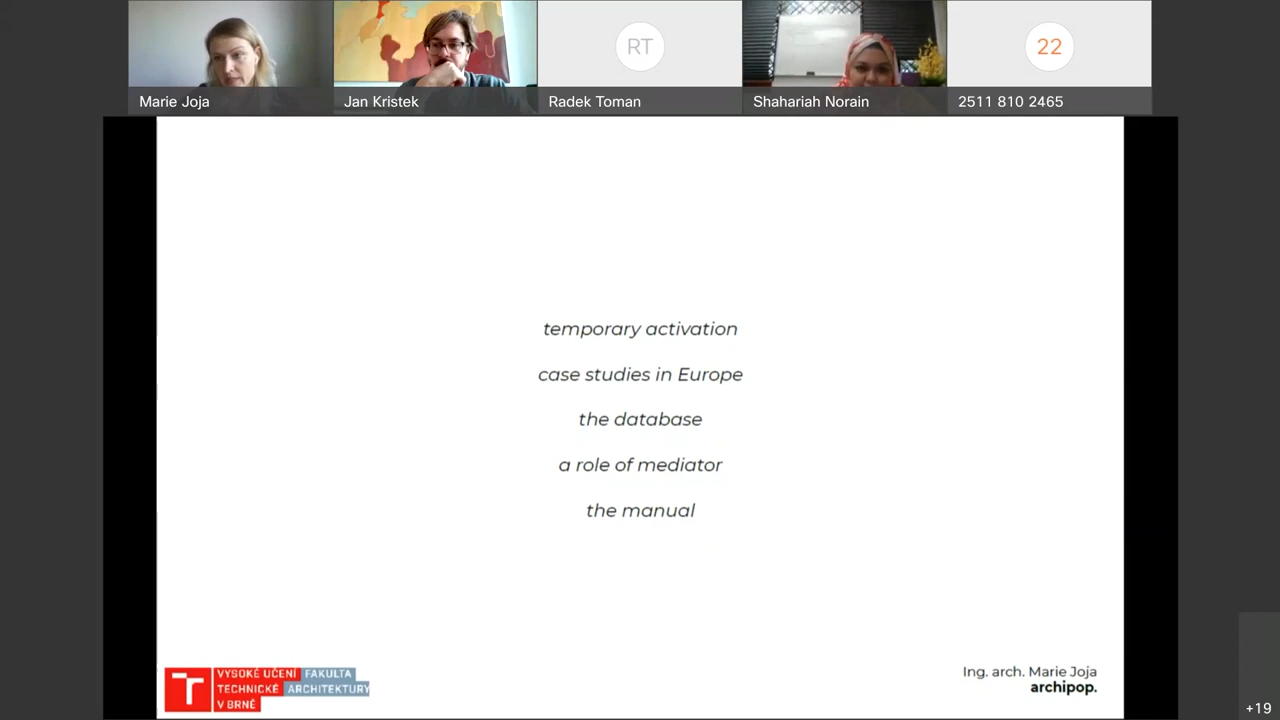 RT
22
Marie Joja
Jan Kristek
Radek Toman
Shahariah Norain
2511 810 2465
temporary activation
case studies in Europe
the database
a role of mediator
the manual
T
VYSOKÉ UČENÍ FAKULTA
TECHNICKÉ ARCHITEKTURY
V BRNĚ
Ing. arch. Marie Joja
archipop.
+19